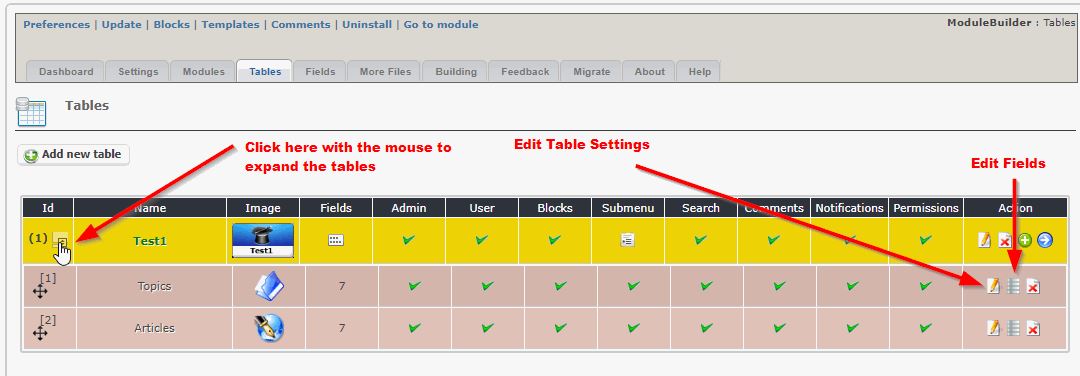 Preferences | Update | Blocks | Templates | Comments | Uninstall | Go to module
ModuleBuilder : Tables
Dashboard Settings Modules Tables Fields More Files Building Feedback Migrate About Help
Tables
Add new table
Click here with the mouse to
expand the tables
Edit Table Settings
Edit Fields
Id Name Image Fields Admin User Blocks Submenu Search Comments Notifications Permissions Action
(1) Test1 Test1
[1] Topics 7
[2] Articles 7